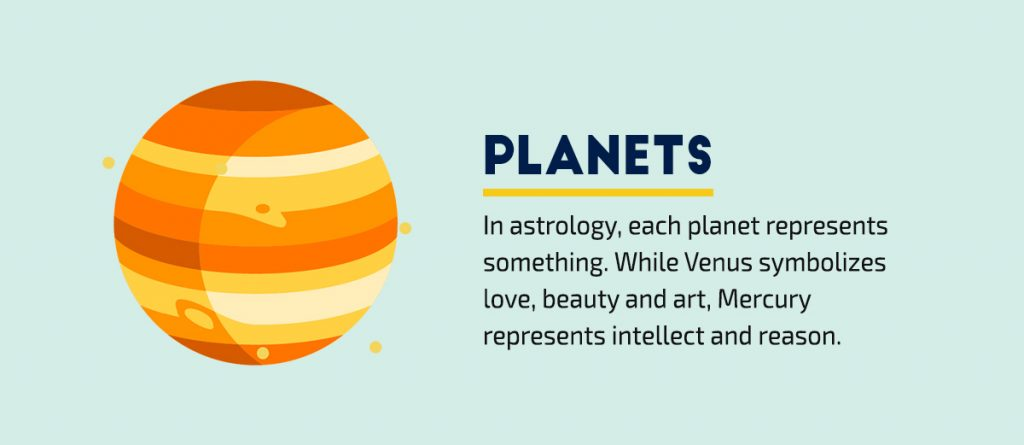 PLANETS
In astrology, each planet represents
something. While Venus symbolizes
love, beauty and art, Mercury
represents intellect and reason.